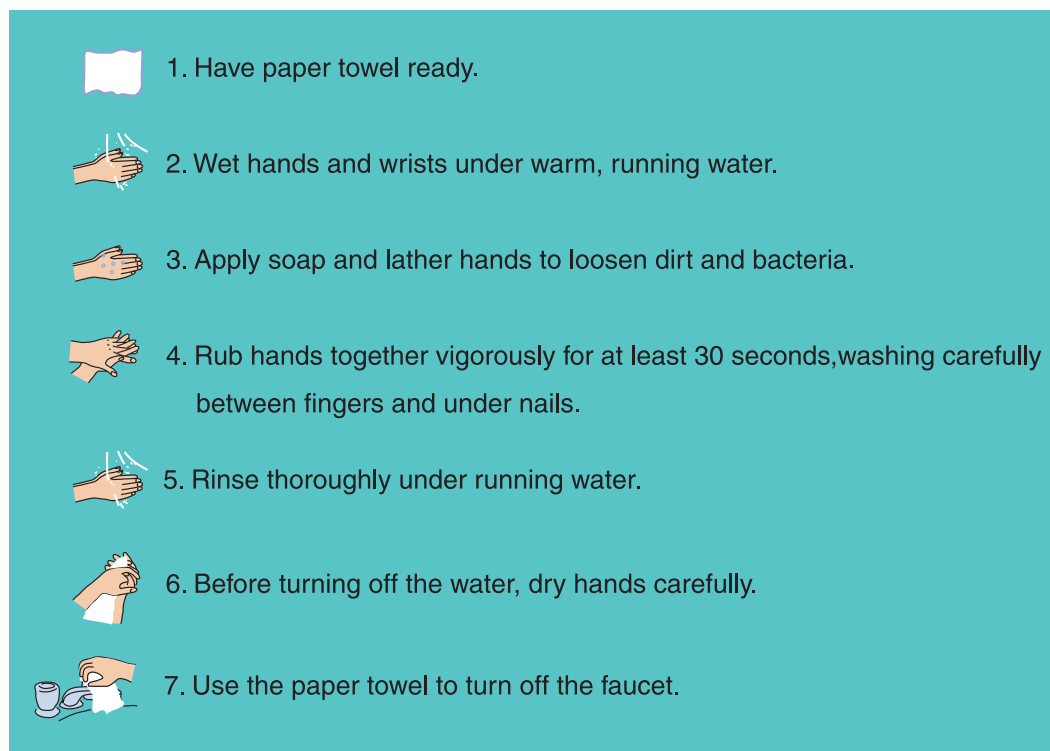 1. Have paper towel ready.
2. Wet hands and wrists under warm, running water.
3. Apply soap and lather hands to loosen dirt and bacteria.
4. Rub hands together vigorously for at least 30 seconds,washing carefully
between fingers and under nails.
5. Rinse thoroughly under running water.
6. Before turning off the water, dry hands carefully.
7. Use the paper towel to turn off the faucet.